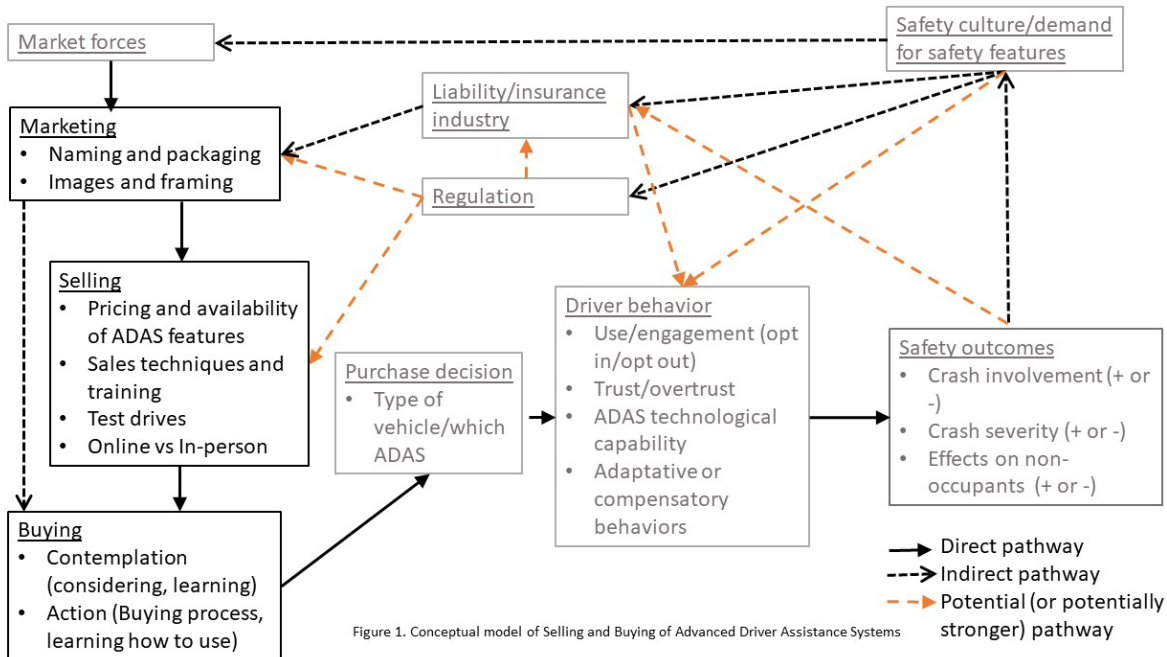 Market forces
Safety culture/demand
for safety features
Liability/insurance
industry
Marketing
• Naming and packaging
• Images and framing
Regulation
Selling
• Pricing and availability
of ADAS features
• Sales techniques and
training
• Test drives
• Online vs In-person
Purchase decision
• Type of
vehicle/which
ADAS
Driver behavior
• Use/engagement (opt
in/opt out)
• Trust/overtrust
• ADAS technological
capability
• Adaptative or
compensatory
behaviors
Safety outcomes
• Crash involvement (+ or
-)
• Crash severity (+ or -)
• Effects on non-
occupants (+ or -)
Buying
• Contemplation
(considering, learning)
• Action (Buying process,
learning how to use)
Direct pathway
Indirect pathway
Potential (or potentially
stronger) pathway
Figure 1. Conceptual model of Selling and Buying of Advanced Driver Assistance Systems